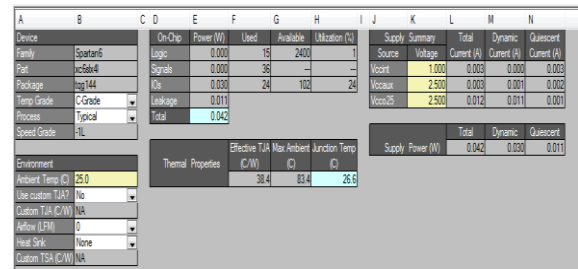 A B C D E F G H I J K L M N
Device On-Chip Power (W) Used Available Utilization (%) Supply Summary Total Dynamic Quiescent
Family Spartan6 Logic 0.000 15 2400 1 Source Voltage Current (A) Current (A) Current (A)
Part xc6slx4l Signals 0.000 36 --- --- Vccint 1.000 0.003 0.000 0.003
Package tqg144 IOs 0.030 24 102 24 Vccaux 2.500 0.003 0.001 0.002
Temp Grade C-Grade Leakage 0.011 Vcco25 2.500 0.012 0.011 0.001
Process Typical Total 0.042
Speed Grade -1L Total Dynamic Quiescent
Effective TJA Max Ambient Junction Temp Supply Power (W) 0.042 0.030 0.011
Environment Thermal Properties (C/W) (C) (C)
Ambient Temp (C) 25.0 38.4 83.4 26.6
Use custom TJA? No
Custom TJA (C/W) NA
Airflow (LFM) 0
Heat Sink None
Custom TSA (C/W) NA